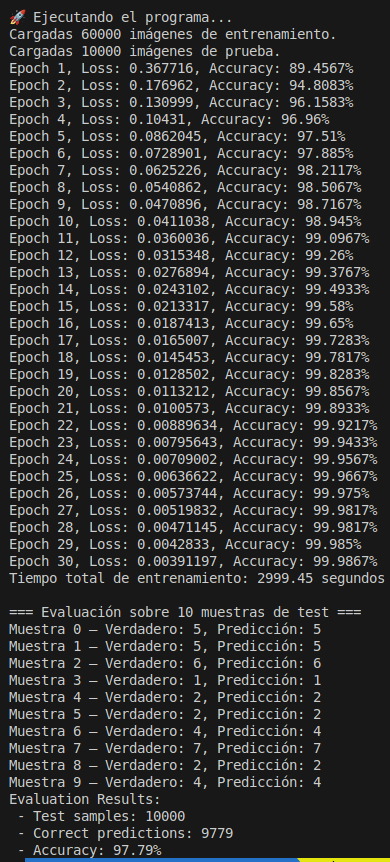 🚀 Ejecutando el programa...
Cargadas 60000 imágenes de entrenamiento.
Cargadas 10000 imágenes de prueba.
Epoch 1, Loss: 0.367716, Accuracy: 89.4567%
Epoch 2, Loss: 0.176962, Accuracy: 94.8083%
Epoch 3, Loss: 0.130999, Accuracy: 96.1583%
Epoch 4, Loss: 0.10431, Accuracy: 96.96%
Epoch 5, Loss: 0.0862045, Accuracy: 97.51%
Epoch 6, Loss: 0.0728901, Accuracy: 97.885%
Epoch 7, Loss: 0.0625226, Accuracy: 98.2117%
Epoch 8, Loss: 0.0540862, Accuracy: 98.5067%
Epoch 9, Loss: 0.0470896, Accuracy: 98.7167%
Epoch 10, Loss: 0.0411038, Accuracy: 98.945%
Epoch 11, Loss: 0.0360036, Accuracy: 99.0967%
Epoch 12, Loss: 0.0315348, Accuracy: 99.26%
Epoch 13, Loss: 0.0276894, Accuracy: 99.3767%
Epoch 14, Loss: 0.0243102, Accuracy: 99.4933%
Epoch 15, Loss: 0.0213317, Accuracy: 99.58%
Epoch 16, Loss: 0.0187413, Accuracy: 99.65%
Epoch 17, Loss: 0.0165007, Accuracy: 99.7283%
Epoch 18, Loss: 0.0145453, Accuracy: 99.7817%
Epoch 19, Loss: 0.0128502, Accuracy: 99.8283%
Epoch 20, Loss: 0.0113212, Accuracy: 99.8567%
Epoch 21, Loss: 0.0100573, Accuracy: 99.8933%
Epoch 22, Loss: 0.00889634, Accuracy: 99.9217%
Epoch 23, Loss: 0.00795643, Accuracy: 99.9433%
Epoch 24, Loss: 0.00709002, Accuracy: 99.9567%
Epoch 25, Loss: 0.00636622, Accuracy: 99.9667%
Epoch 26, Loss: 0.00573744, Accuracy: 99.975%
Epoch 27, Loss: 0.00519832, Accuracy: 99.9817%
Epoch 28, Loss: 0.00471145, Accuracy: 99.9817%
Epoch 29, Loss: 0.0042833, Accuracy: 99.985%
Epoch 30, Loss: 0.00391197, Accuracy: 99.9867%
Tiempo total de entrenamiento: 2999.45 segundos
=== Evaluación sobre 10 muestras de test ===
Muestra 0 — Verdadero: 5, Predicción: 5
Muestra 1 — Verdadero: 5, Predicción: 5
Muestra 2 — Verdadero: 6, Predicción: 6
Muestra 3 — Verdadero: 1, Predicción: 1
Muestra 4 — Verdadero: 2, Predicción: 2
Muestra 5 — Verdadero: 2, Predicción: 2
Muestra 6 — Verdadero: 4, Predicción: 4
Muestra 7 — Verdadero: 7, Predicción: 7
Muestra 8 — Verdadero: 2, Predicción: 2
Muestra 9 — Verdadero: 4, Predicción: 4
Evaluation Results:
- Test samples: 10000
- Correct predictions: 9779
- Accuracy: 97.79%